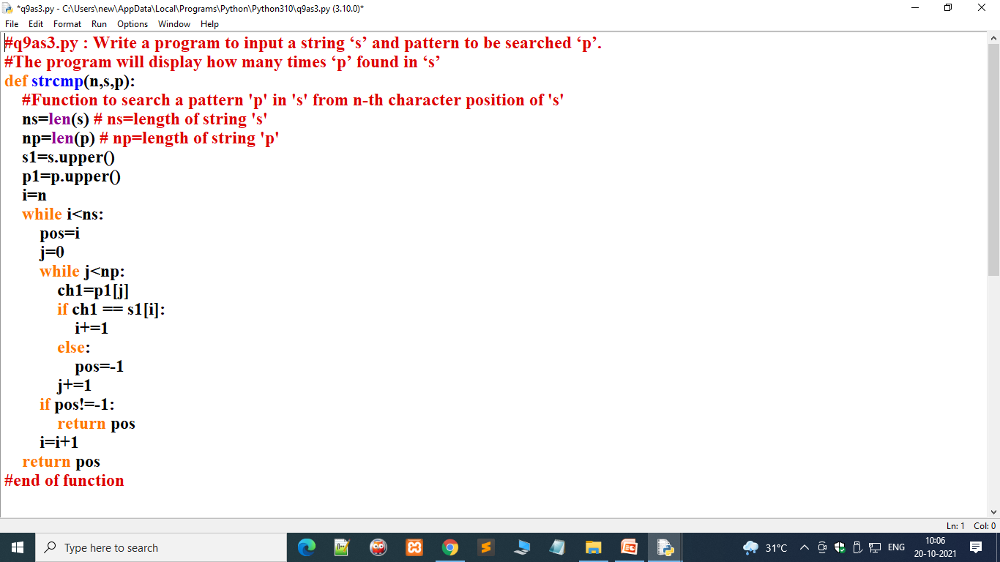 *q9as3.py - C:\Users\new\AppData\Local\Programs\Python\Python310\q9as3.py (3.10.0)*
File Edit Format Run Options Window Help
#q9as3.py : Write a program to input a string ‘s’ and pattern to be searched ‘p’.
#The program will display how many times ‘p’ found in ‘s’
def strcmp(n,s,p):
    #Function to search a pattern 'p' in 's' from n-th character position of 's'
    ns=len(s) # ns=length of string 's'
    np=len(p) # np=length of string 'p'
    s1=s.upper()
    p1=p.upper()
    i=n
    while i<ns:
        pos=i
        j=0
        while j<np:
            ch1=p1[j]
            if ch1 == s1[i]:
                i+=1
            else:
                pos=-1
            j+=1
        if pos!=-1:
            return pos
        i=i+1
    return pos
#end of function
Ln: 1 Col: 0
Type here to search
31°C
ENG
10:06
20-10-2021